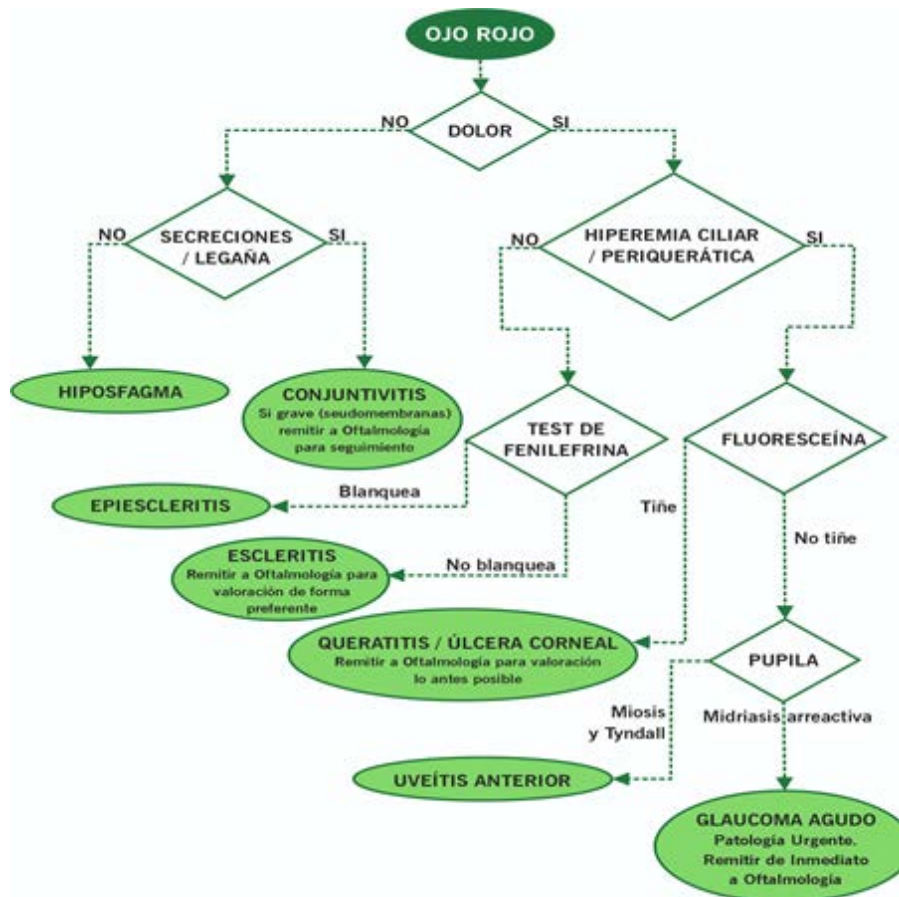 OJO ROJO
NO
DOLOR
SI
NO
SECRECIONES
/ LEGAÑA
SI
NO
HIPEREMIA CILIAR
/ PERIQUERÁTICA
SI
HIPOSFAGMA
CONJUNTIVITIS
Si grave (seudomembranas)
remitir a Oftalmología
para seguimiento
TEST DE
FENILEFRINA
FLUORESCEÍNA
Blanquea
EPIESCLERITIS
Tiñe
No tiñe
ESCLERITIS
Remitir a Oftalmología para
valoración de forma
preferente
No blanquea
QUERATITIS / ÚLCERA CORNEAL
Remitir a Oftalmología para valoración
lo antes posible
PUPILA
Miosis
y Tyndall
Midriasis arreactiva
UVEÍTIS ANTERIOR
GLAUCOMA AGUDO
Patología Urgente.
Remitir de Inmediato
a Oftalmología